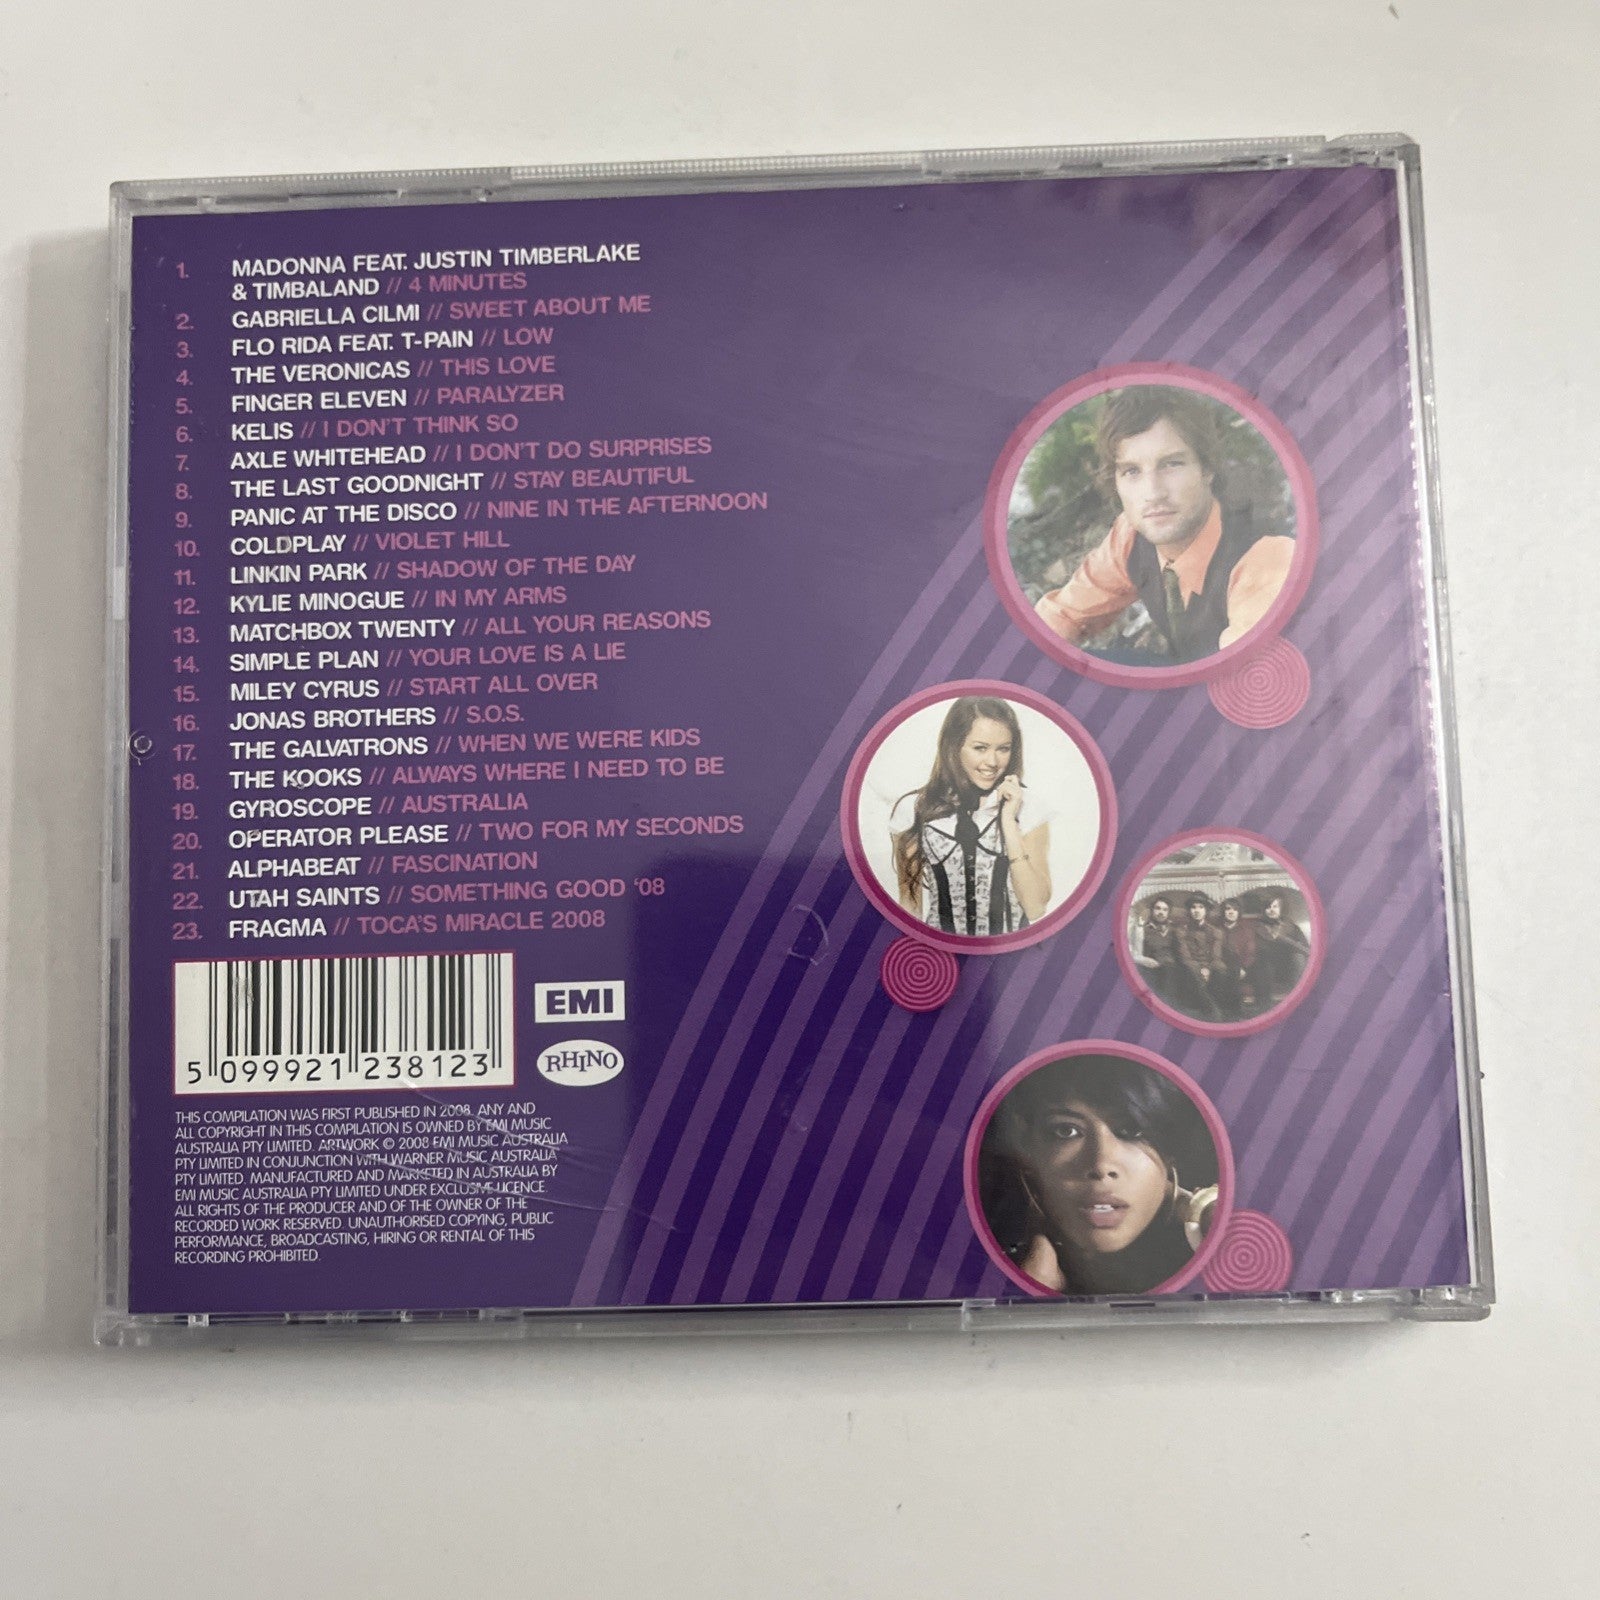 1. MADONNA FEAT. JUSTIN TIMBERLAKE
& TIMBALAND // 4 MINUTES
2. GABRIELLA CILMI // SWEET ABOUT ME
3. FLO RIDA FEAT. T-PAIN // LOW
4. THE VERONICAS // THIS LOVE
5. FINGER ELEVEN // PARALYZER
6. KELIS // I DON'T THINK SO
7. AXLE WHITEHEAD // I DON'T DO SURPRISES
8. THE LAST GOODNIGHT // STAY BEAUTIFUL
9. PANIC AT THE DISCO // NINE IN THE AFTERNOON
10. COLDPLAY // VIOLET HILL
11. LINKIN PARK // SHADOW OF THE DAY
12. KYLIE MINOGUE // IN MY ARMS
13. MATCHBOX TWENTY // ALL YOUR REASONS
14. SIMPLE PLAN // YOUR LOVE IS A LIE
15. MILEY CYRUS // START ALL OVER
16. JONAS BROTHERS // S.O.S.
17. THE GALVATRONS // WHEN WE WERE KIDS
18. THE KOOKS // ALWAYS WHERE I NEED TO BE
19. GYROSCOPE // AUSTRALIA
20. OPERATOR PLEASE // TWO FOR MY SECONDS
21. ALPHABEAT // FASCINATION
22. UTAH SAINTS // SOMETHING GOOD '08
23. FRAGMA // TOCA'S MIRACLE 2008
5 099921 238123
EMI
RHINO
THIS COMPILATION WAS FIRST PUBLISHED IN 2008. ANY AND
ALL COPYRIGHT IN THIS COMPILATION IS OWNED BY EMI MUSIC
AUSTRALIA PTY LIMITED. ARTWORK © 2008 EMI MUSIC AUSTRALIA
PTY LIMITED IN CONJUNCTION WITH WARNER MUSIC AUSTRALIA
PTY LIMITED. MANUFACTURED AND MARKETED IN AUSTRALIA BY
EMI MUSIC AUSTRALIA PTY LIMITED UNDER EXCLUSIVE LICENCE.
ALL RIGHTS OF THE PRODUCER AND OF THE OWNER OF THE
RECORDED WORK RESERVED. UNAUTHORISED COPYING, PUBLIC
PERFORMANCE, BROADCASTING, HIRING OR RENTAL OF THIS
RECORDING PROHIBITED.